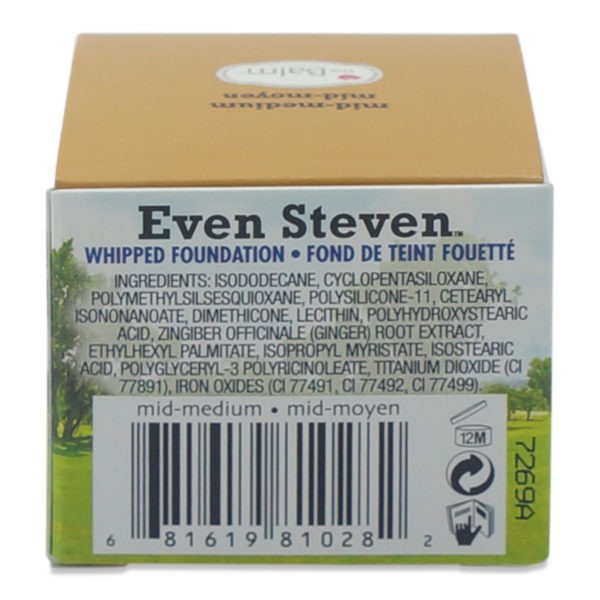 mid-medium
mid-moyen
theBalm
Even Steven™
WHIPPED FOUNDATION • FOND DE TEINT FOUETTÉ
INGREDIENTS: ISODODECANE, CYCLOPENTASILOXANE,
POLYMETHYLSILSESQUIOXANE, POLYSILICONE-11, CETEARYL
ISONONANOATE, DIMETHICONE, LECITHIN, POLYHYDROXYSTEARIC
ACID, ZINGIBER OFFICINALE (GINGER) ROOT EXTRACT,
ETHYLHEXYL PALMITATE, ISOPROPYL MYRISTATE, ISOSTEARIC
ACID, POLYGLYCERYL-3 POLYRICINOLEATE, TITANIUM DIOXIDE (CI
77891), IRON OXIDES (CI 77491, CI 77492, CI 77499).
mid-medium • mid-moyen
12M
7269A
6 81619 81028 2